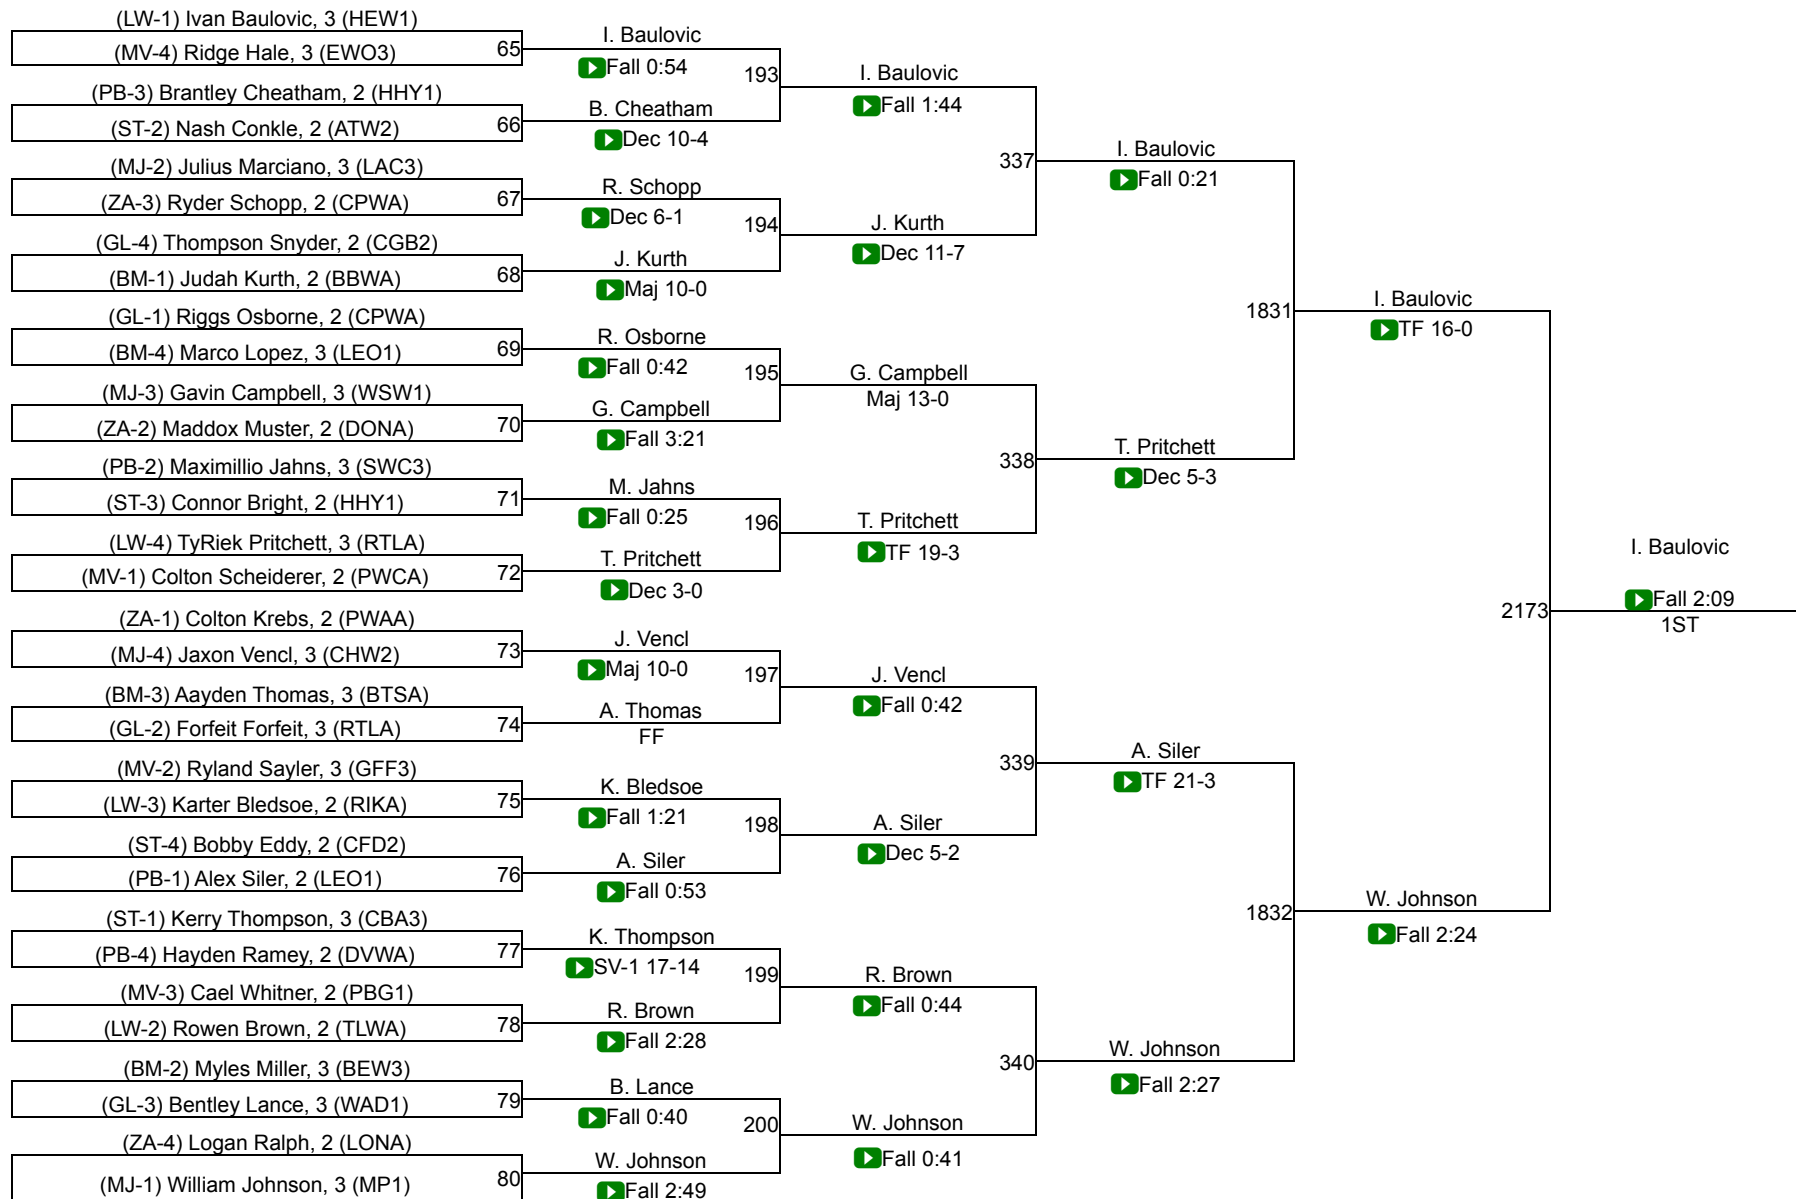 (LW-1) Ivan Baulovic, 3 (HEW1)
(MV-4) Ridge Hale, 3 (EWO3)
65
(PB-3) Brantley Cheatham, 2 (HHY1)
(ST-2) Nash Conkle, 2 (ATW2)
66
(MJ-2) Julius Marciano, 3 (LAC3)
(ZA-3) Ryder Schopp, 2 (CPWA)
67
(GL-4) Thompson Snyder, 2 (CGB2)
(BM-1) Judah Kurth, 2 (BBWA)
68
(GL-1) Riggs Osborne, 2 (CPWA)
(BM-4) Marco Lopez, 3 (LEO1)
69
(MJ-3) Gavin Campbell, 3 (WSW1)
(ZA-2) Maddox Muster, 2 (DONA)
70
(PB-2) Maximillio Jahns, 3 (SWC3)
(ST-3) Connor Bright, 2 (HHY1)
71
(LW-4) TyRiek Pritchett, 3 (RTLA)
(MV-1) Colton Scheiderer, 2 (PWCA)
72
(ZA-1) Colton Krebs, 2 (PWAA)
(MJ-4) Jaxon Vencl, 3 (CHW2)
73
(BM-3) Aayden Thomas, 3 (BTSA)
(GL-2) Forfeit Forfeit, 3 (RTLA)
74
(MV-2) Ryland Sayler, 3 (GFF3)
(LW-3) Karter Bledsoe, 2 (RIKA)
75
(ST-4) Bobby Eddy, 2 (CFD2)
(PB-1) Alex Siler, 2 (LEO1)
76
(ST-1) Kerry Thompson, 3 (CBA3)
(PB-4) Hayden Ramey, 2 (DVWA)
77
(MV-3) Cael Whitner, 2 (PBG1)
(LW-2) Rowen Brown, 2 (TLWA)
78
(BM-2) Myles Miller, 3 (BEW3)
(GL-3) Bentley Lance, 3 (WAD1)
79
(ZA-4) Logan Ralph, 2 (LONA)
(MJ-1) William Johnson, 3 (MP1)
80
I. Baulovic
Fall 0:54
193
B. Cheatham
Dec 10-4
R. Schopp
Dec 6-1
194
J. Kurth
Maj 10-0
R. Osborne
Fall 0:42
195
G. Campbell
Fall 3:21
M. Jahns
Fall 0:25
196
T. Pritchett
Dec 3-0
J. Vencl
Maj 10-0
197
A. Thomas
FF
K. Bledsoe
Fall 1:21
198
A. Siler
Fall 0:53
K. Thompson
SV-1 17-14
199
R. Brown
Fall 2:28
B. Lance
Fall 0:40
200
W. Johnson
Fall 2:49
I. Baulovic
Fall 1:44
337
J. Kurth
Dec 11-7
G. Campbell
Maj 13-0
338
T. Pritchett
TF 19-3
J. Vencl
Fall 0:42
339
A. Siler
Dec 5-2
R. Brown
Fall 0:44
340
W. Johnson
Fall 0:41
I. Baulovic
Fall 0:21
1831
T. Pritchett
Dec 5-3
A. Siler
TF 21-3
1832
W. Johnson
Fall 2:27
I. Baulovic
TF 16-0
2173
W. Johnson
Fall 2:24
I. Baulovic
Fall 2:09
1ST